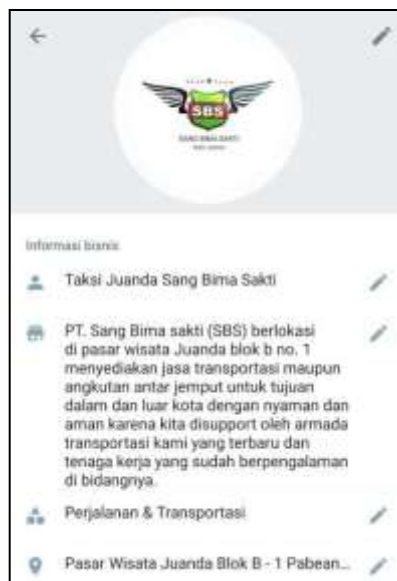 SBS
SANG BIMA SAKTI
Informasi bisnis
Taksi Juanda Sang Bima Sakti
PT. Sang Bima sakti (SBS) berlokasi
di pasar wisata Juanda blok b no. 1
menyediakan jasa transportasi maupun
angkutan antar jemput untuk tujuan
dalam dan luar kota dengan nyaman dan
aman karena kita disupport oleh armada
transportasi kami yang terbaru dan
tenaga kerja yang sudah berpengalaman
di bidangnya.
Perjalanan & Transportasi
Pasar Wisata Juanda Blok B - 1 Pabean...